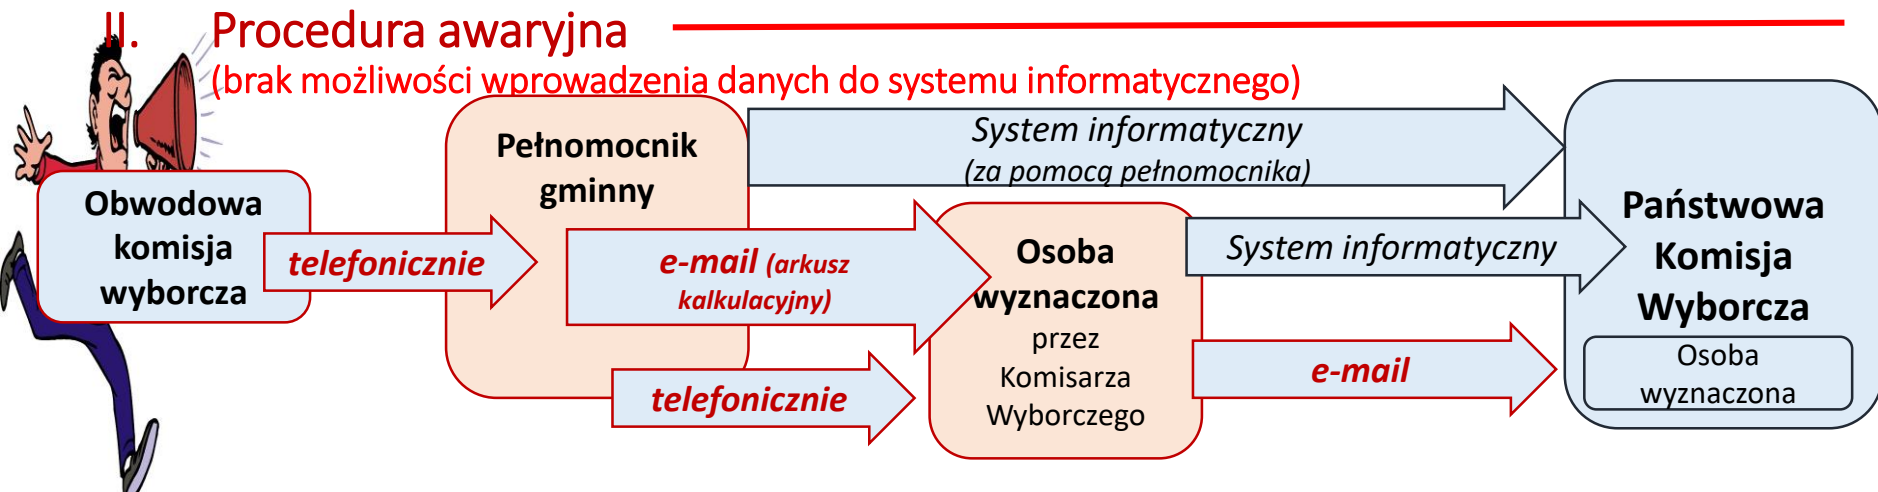 II. Procedura awaryjna
(brak możliwości wprowadzenia danych do systemu informatycznego)
Obwodowa
komisja
wyborcza
telefonicznie
Pełnomocnik
gminny
e-mail (arkusz
kalkulacyjny)
telefonicznie
System informatyczny
(za pomocą pełnomocnika)
Osoba
wyznaczona
przez
Komisarza
Wyborczego
System informatyczny
e-mail
Państwowa
Komisja
Wyborcza
Osoba
wyznaczona